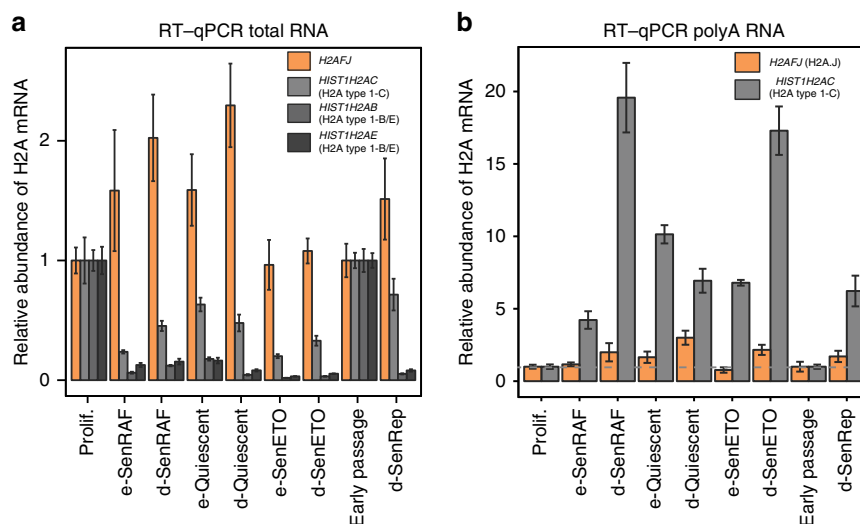 a
RT–qPCR total RNA
Relative abundance of H2A mRNA
2
1
0
H2AFJ
HIST1H2AC
(H2A type 1-C)
HIST1H2AB
(H2A type 1-B/E)
HIST1H2AE
(H2A type 1-B/E)
Prolif.
e-SenRAF
d-SenRAF
e-Quiescent
d-Quiescent
e-SenETO
d-SenETO
Early passage
d-SenRep
b
RT–qPCR polyA RNA
Relative abundance of H2A mRNA
20
15
10
5
0
H2AFJ (H2A.J)
HIST1H2AC
(H2A type 1-C)
Prolif.
e-SenRAF
d-SenRAF
e-Quiescent
d-Quiescent
e-SenETO
d-SenETO
Early passage
d-SenRep